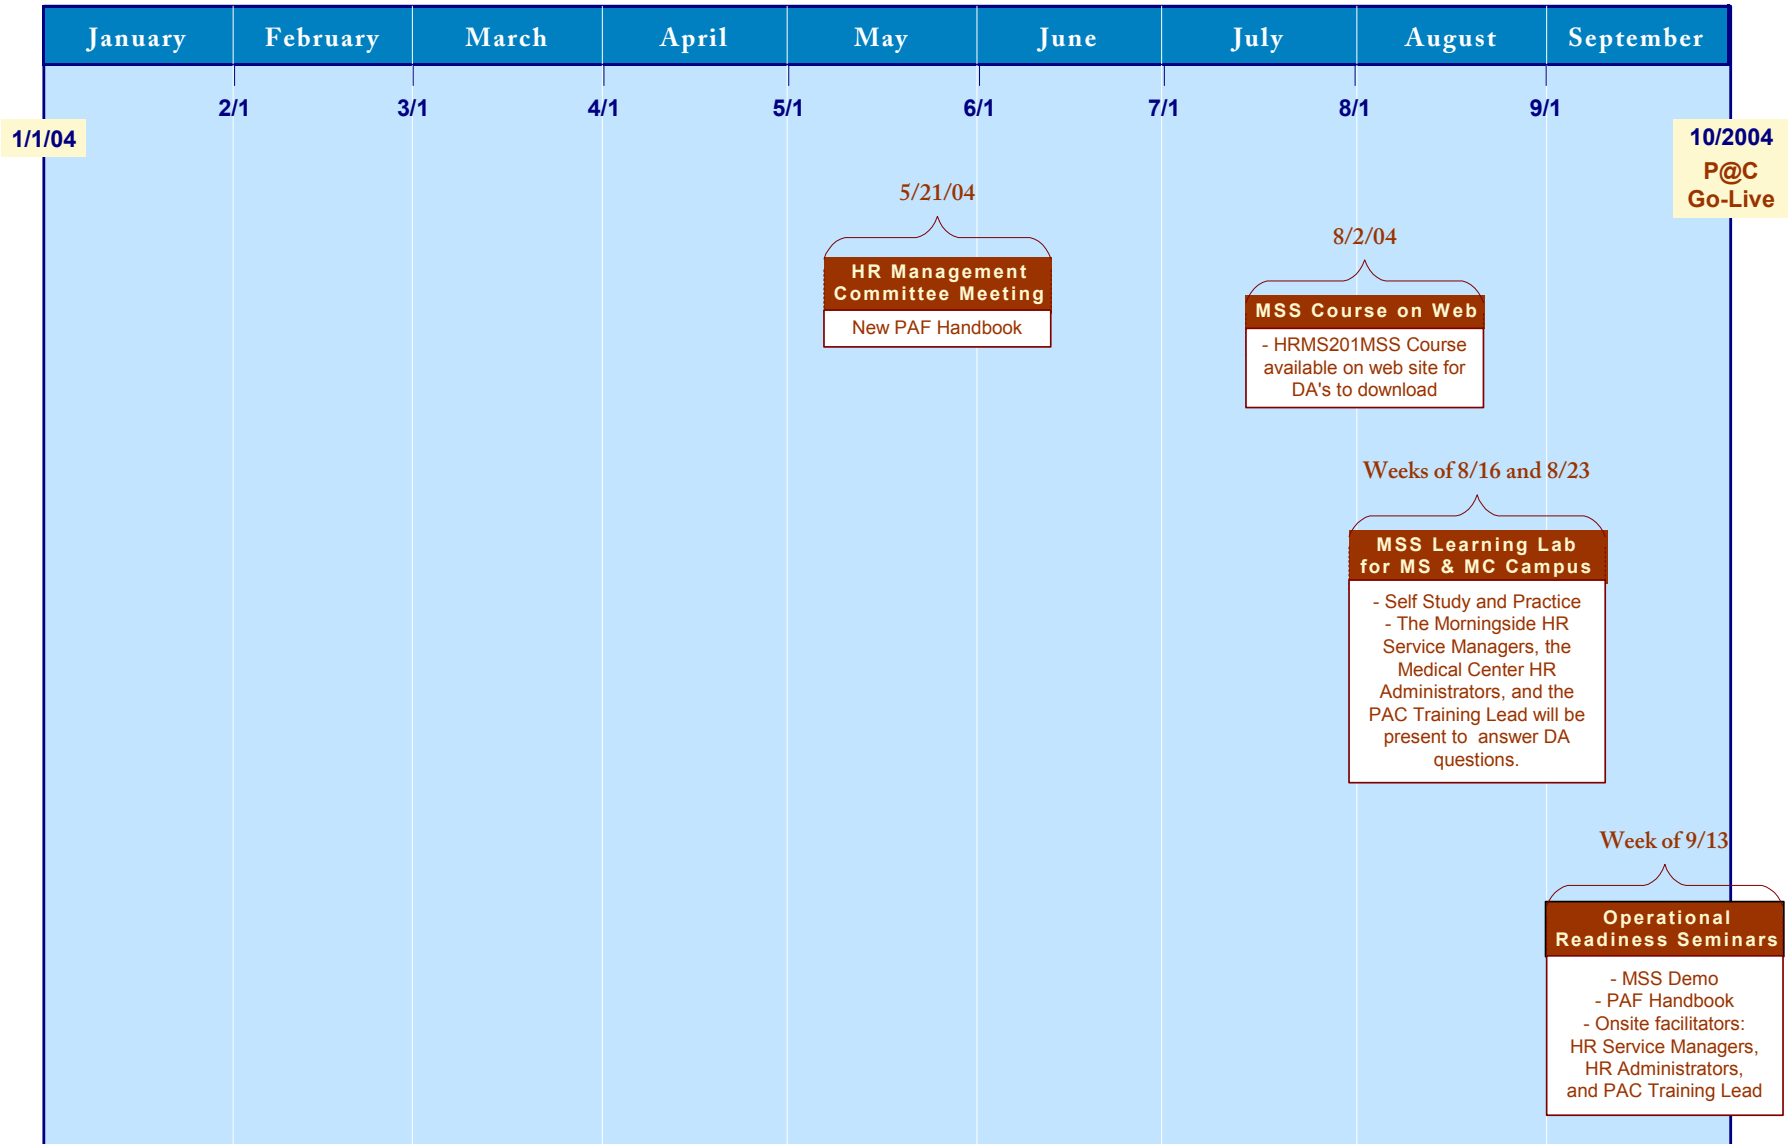 January February March April May June July August September
2/1 3/1 4/1 5/1 6/1 7/1 8/1 9/1
1/1/04
10/2004
P@C
Go-Live
5/21/04
HR Management
Committee Meeting
New PAF Handbook
8/2/04
MSS Course on Web
- HRMS201MSS Course
available on web site for
DA's to download
Weeks of 8/16 and 8/23
MSS Learning Lab
for MS & MC Campus
- Self Study and Practice
- The Morningside HR
Service Managers, the
Medical Center HR
Administrators, and the
PAC Training Lead will be
present to  answer DA
questions.
Week of 9/13
Operational
Readiness Seminars
- MSS Demo
- PAF Handbook
- Onsite facilitators:
HR Service Managers,
HR Administrators,
and PAC Training Lead